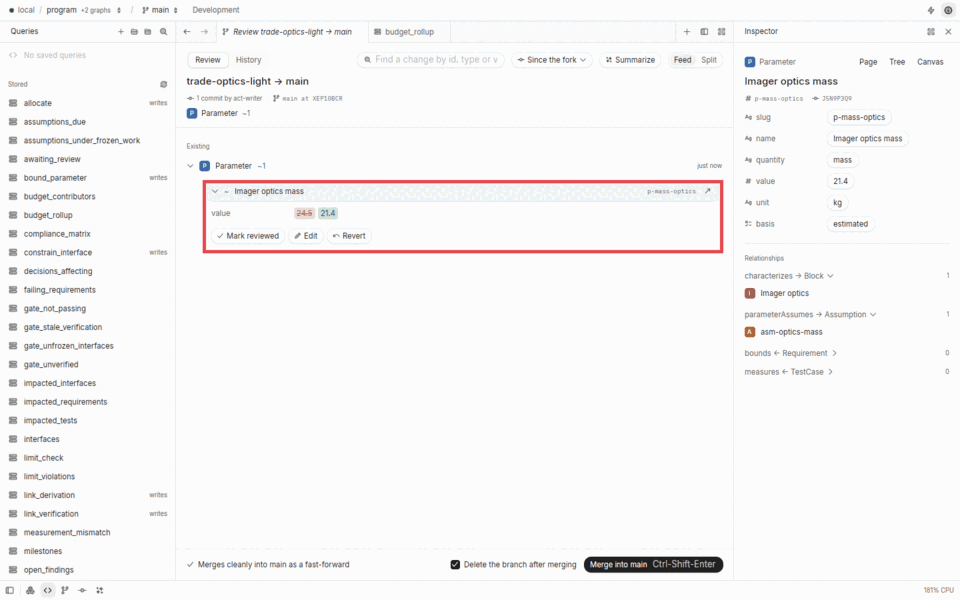 local / program +2 graphs / main Development
Queries
No saved queries
Stored
allocate writes
assumptions_due
assumptions_under_frozen_work
awaiting_review
bound_parameter writes
budget_contributors
budget_rollup
compliance_matrix
constrain_interface writes
decisions_affecting
failing_requirements
gate_not_passing
gate_stale_verification
gate_unfrozen_interfaces
gate_unverified
impacted_interfaces
impacted_requirements
impacted_tests
interfaces
limit_check
limit_violations
link_derivation writes
link_verification writes
measurement_mismatch
milestones
open_findings
Review trade-optics-light → main
budget_rollup
Review History
Find a change by id, type or v
Since the fork
Summarize
Feed Split
trade-optics-light → main
1 commit by act-writer main at XEP10BCR
P Parameter ~1
Existing
P Parameter ~1 just now
~ Imager optics mass p-mass-optics ↗
value 24.5 21.4
Mark reviewed Edit Revert
Merges cleanly into main as a fast-forward
Delete the branch after merging
Merge into main Ctrl-Shift-Enter
Inspector
P Parameter Page Tree Canvas
Imager optics mass
# p-mass-optics J5N9P3Q9
Ag slug p-mass-optics
Ag name Imager optics mass
Ag quantity mass
# value 21.4
Ag unit kg
basis estimated
Relationships
characterizes → Block 1
I Imager optics
parameterAssumes → Assumption 1
A asm-optics-mass
bounds ← Requirement 0
measures ← TestCase 0
181% CPU